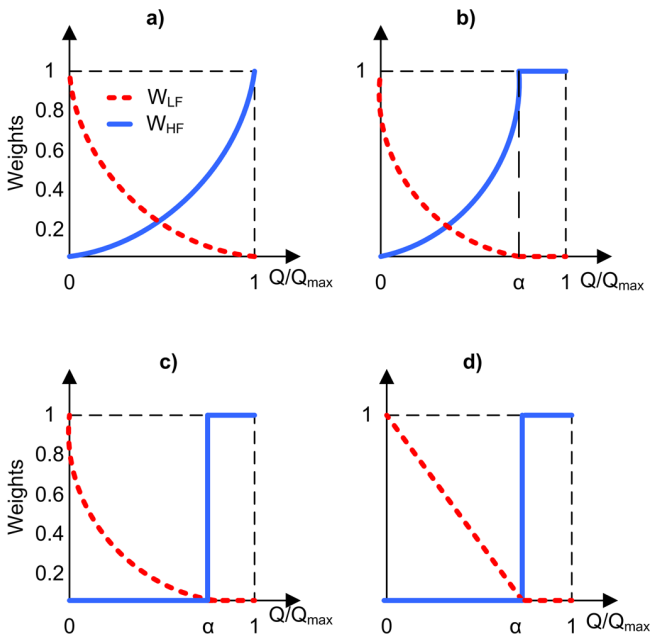 a)
1
0.8
0.6
0.4
0.2
Weights
W_LF
W_HF
0
1
Q/Q_max
b)
1
0
α
1
Q/Q_max
c)
1
0.8
0.6
0.4
0.2
Weights
0
α
1
Q/Q_max
d)
1
0
α
1
Q/Q_max